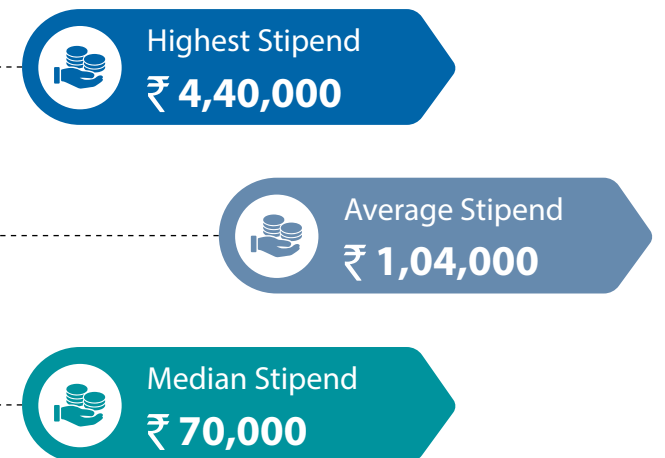 Highest Stipend
₹ 4,40,000
Average Stipend
₹ 1,04,000
Median Stipend
₹ 70,000